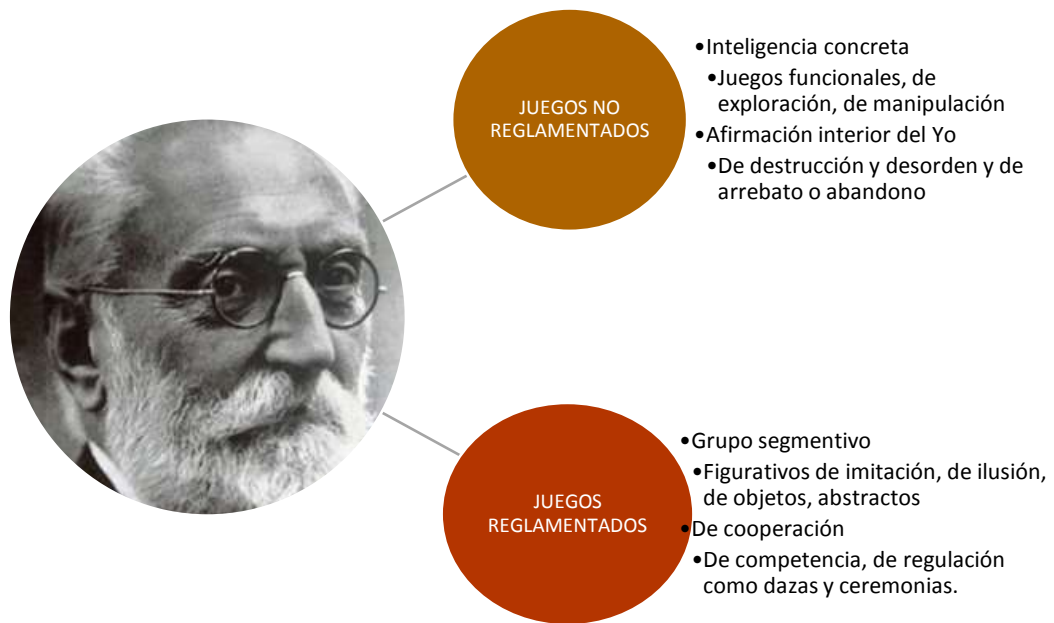 JUEGOS NO
REGLAMENTADOS
•Inteligencia concreta
•Juegos funcionales, de
exploración, de manipulación
•Afirmación interior del Yo
•De destrucción y desorden y de
arrebato o abandono
JUEGOS
REGLAMENTADOS
•Grupo segmentivo
•Figurativos de imitación, de ilusión,
de objetos, abstractos
•De cooperación
•De competencia, de regulación
como dazas y ceremonias.